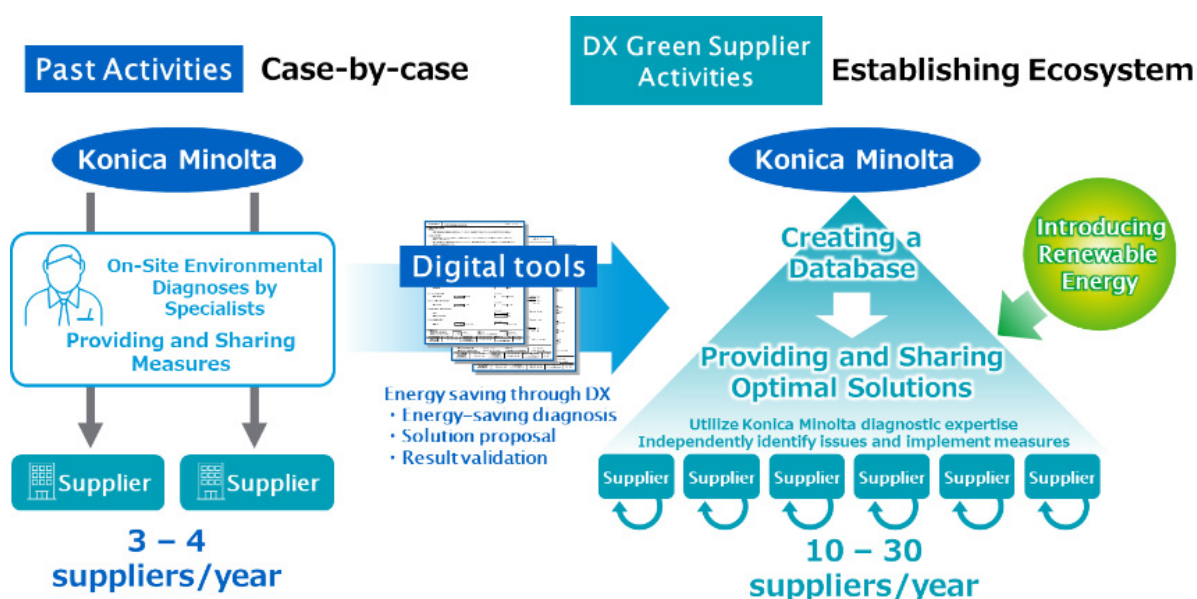 Past Activities
Case-by-case
Konica Minolta
On-Site Environmental
Diagnoses by
Specialists
Providing and Sharing
Measures
Supplier
Supplier
3 – 4
suppliers/year
Digital tools
Energy saving through DX
・Energy-saving diagnosis
・Solution proposal
・Result validation
DX Green Supplier
Activities
Establishing Ecosystem
Konica Minolta
Creating a
Database
Providing and Sharing
Optimal Solutions
Utilize Konica Minolta diagnostic expertise
Independently identify issues and implement measures
Introducing
Renewable
Energy
Supplier
Supplier
Supplier
Supplier
Supplier
Supplier
10 – 30
suppliers/year